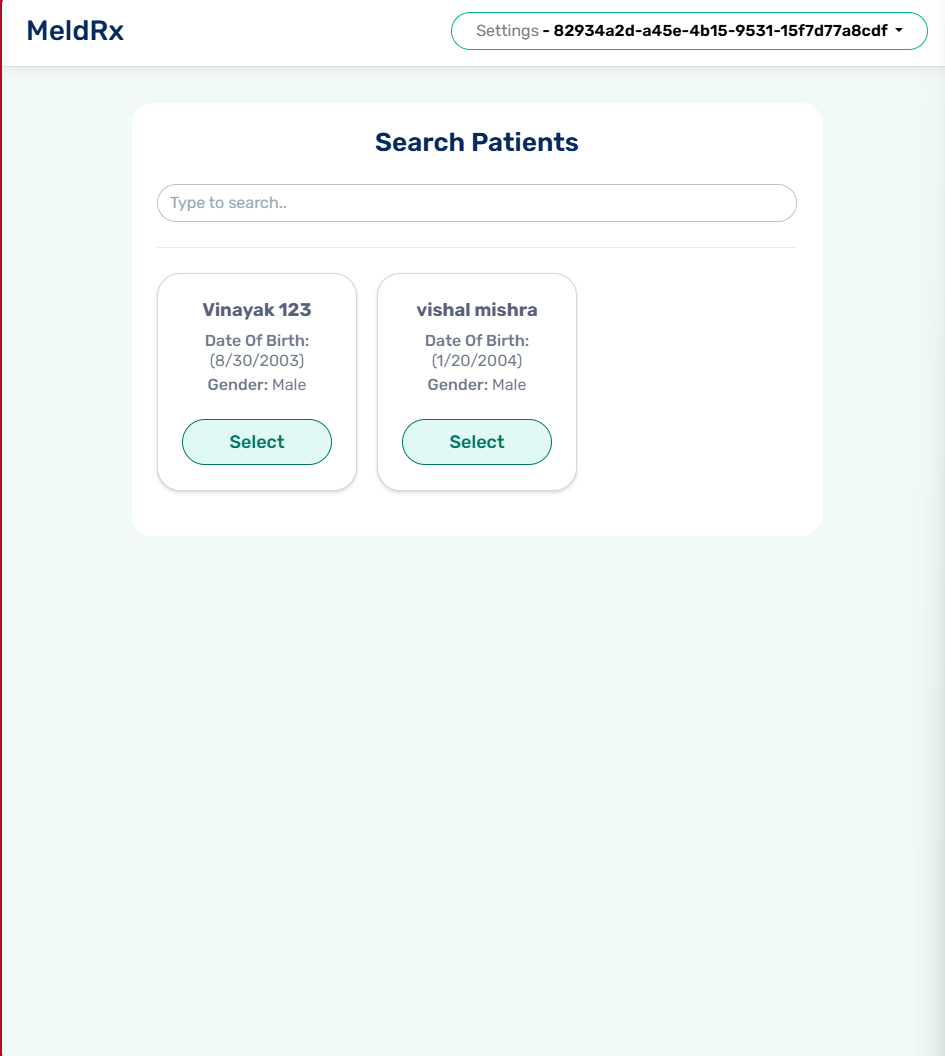 MeldRx
Settings - 82934a2d-a45e-4b15-9531-15f7d77a8cdf
Search Patients
Type to search..
Vinayak 123
Date Of Birth:
(8/30/2003)
Gender: Male
Select
vishal mishra
Date Of Birth:
(1/20/2004)
Gender: Male
Select